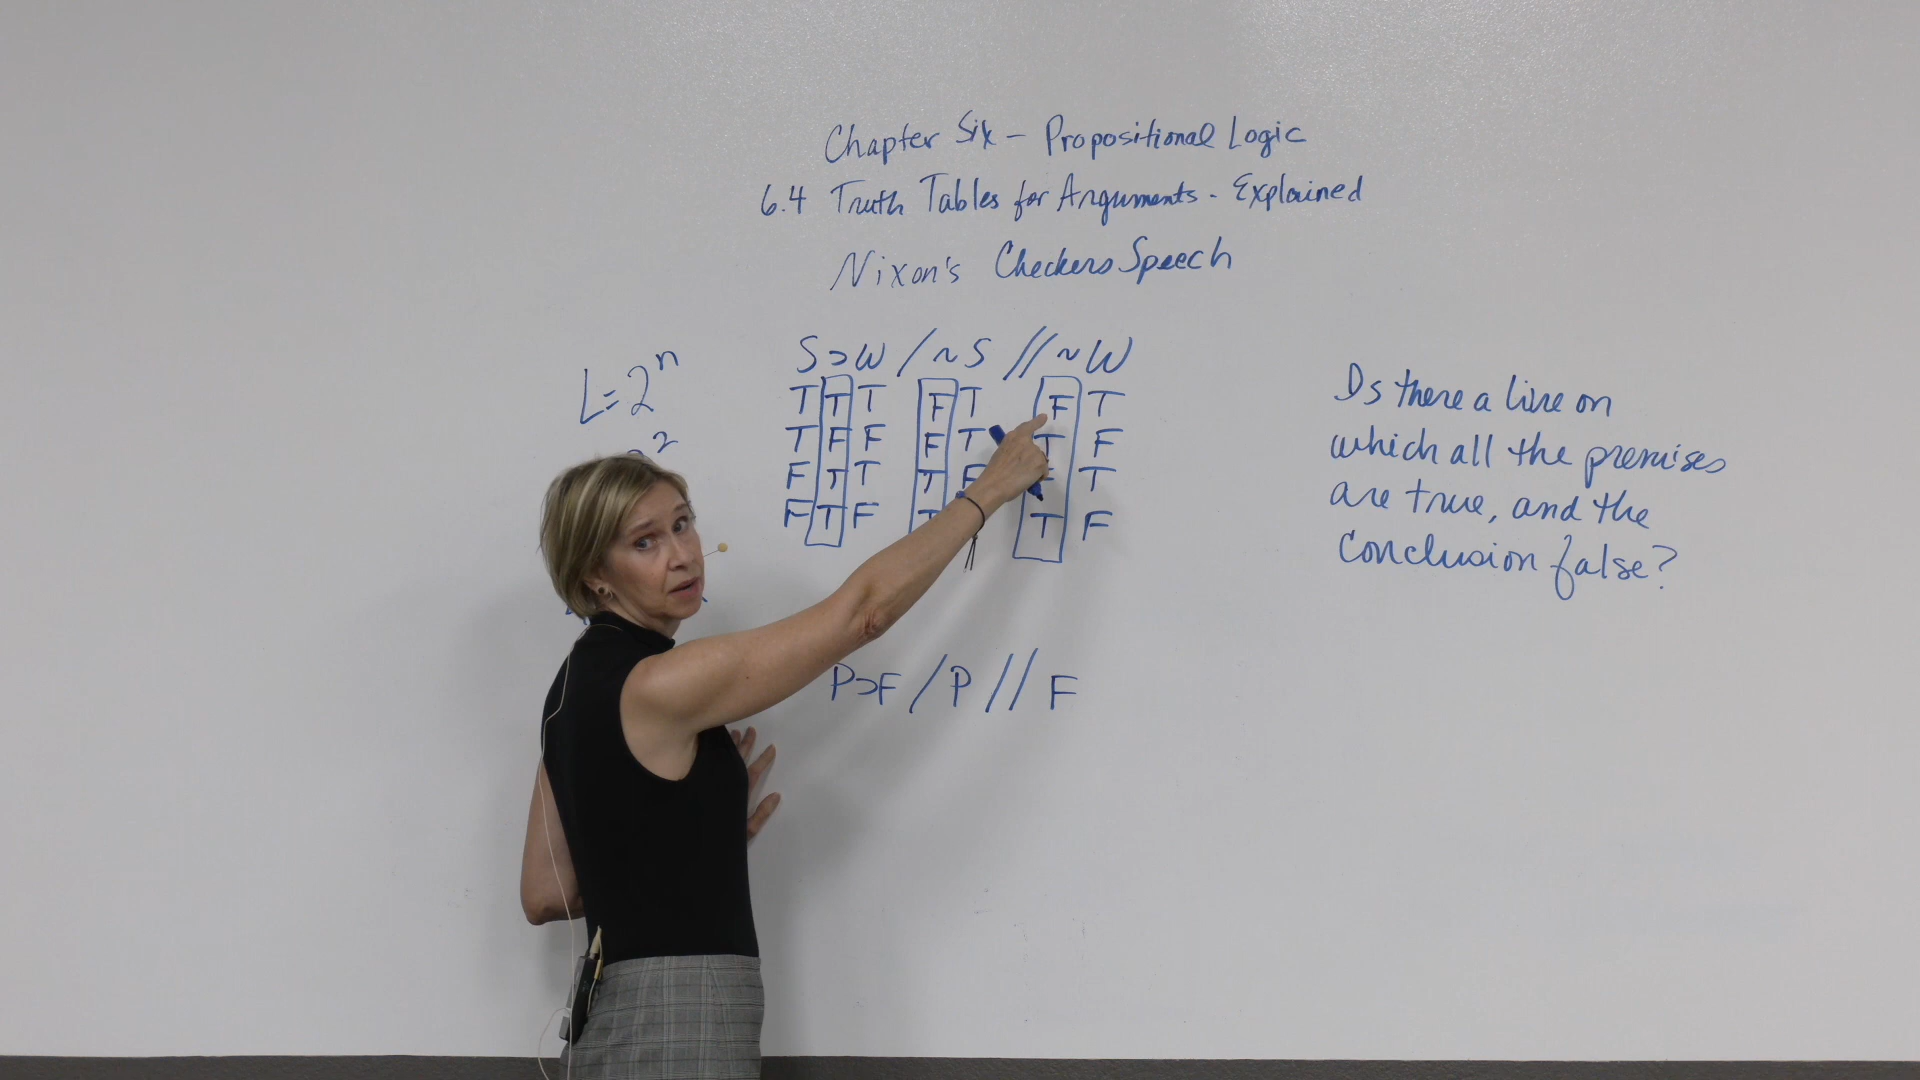 Chapter Six - Propositional Logic
6.4 Truth Tables for Arguments - Explained
Nixon's Checkers Speech
L=2ⁿ
2
S⊃W / ~S // ~W
T T T F T F T
T F F F T T F
F T T T F T
F T F T T F
P⊃F / P // F
Is there a line on
which all the premises
are true, and the
conclusion false?